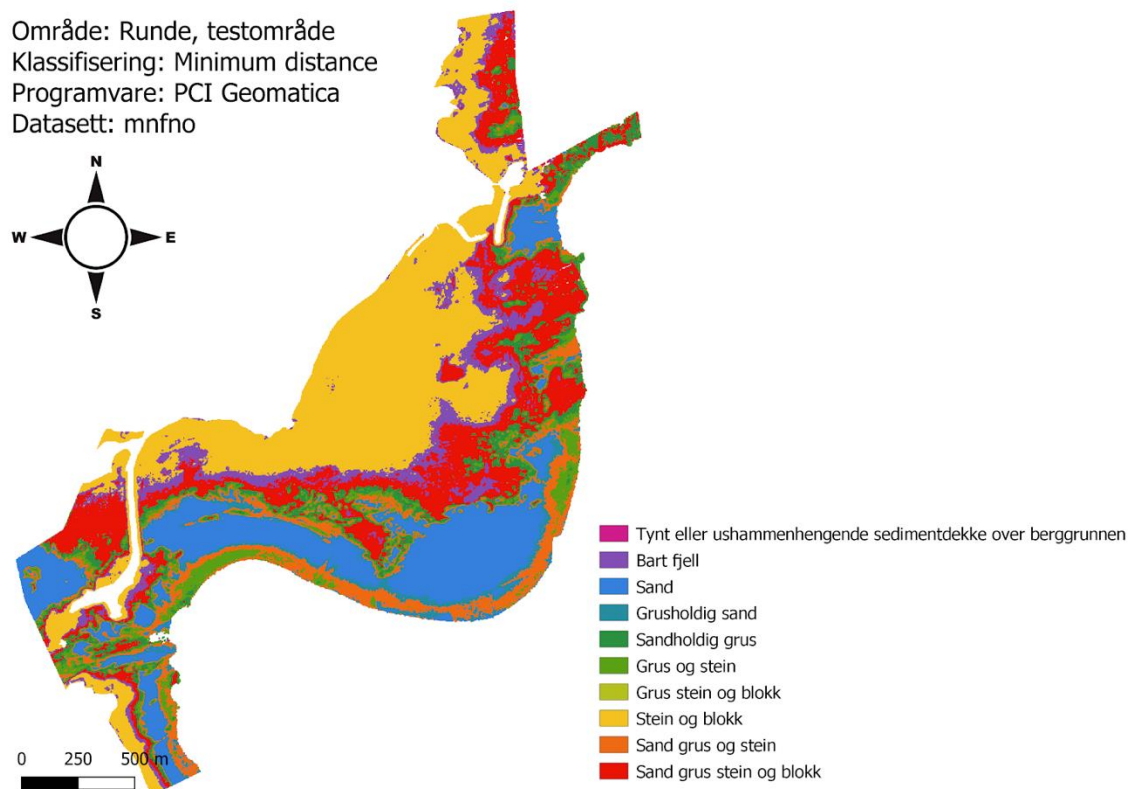 Område: Runde, testområde
Klassifisering: Minimum distance
Programvare: PCI Geomatica
Datasett: mnfno
N
W E
S
Tynt eller ushammenhengende sedimentdekke over berggrunnen
Bart fjell
Sand
Grusholdig sand
Sandholdig grus
Grus og stein
Grus stein og blokk
Stein og blokk
Sand grus og stein
Sand grus stein og blokk
0 250 500 m